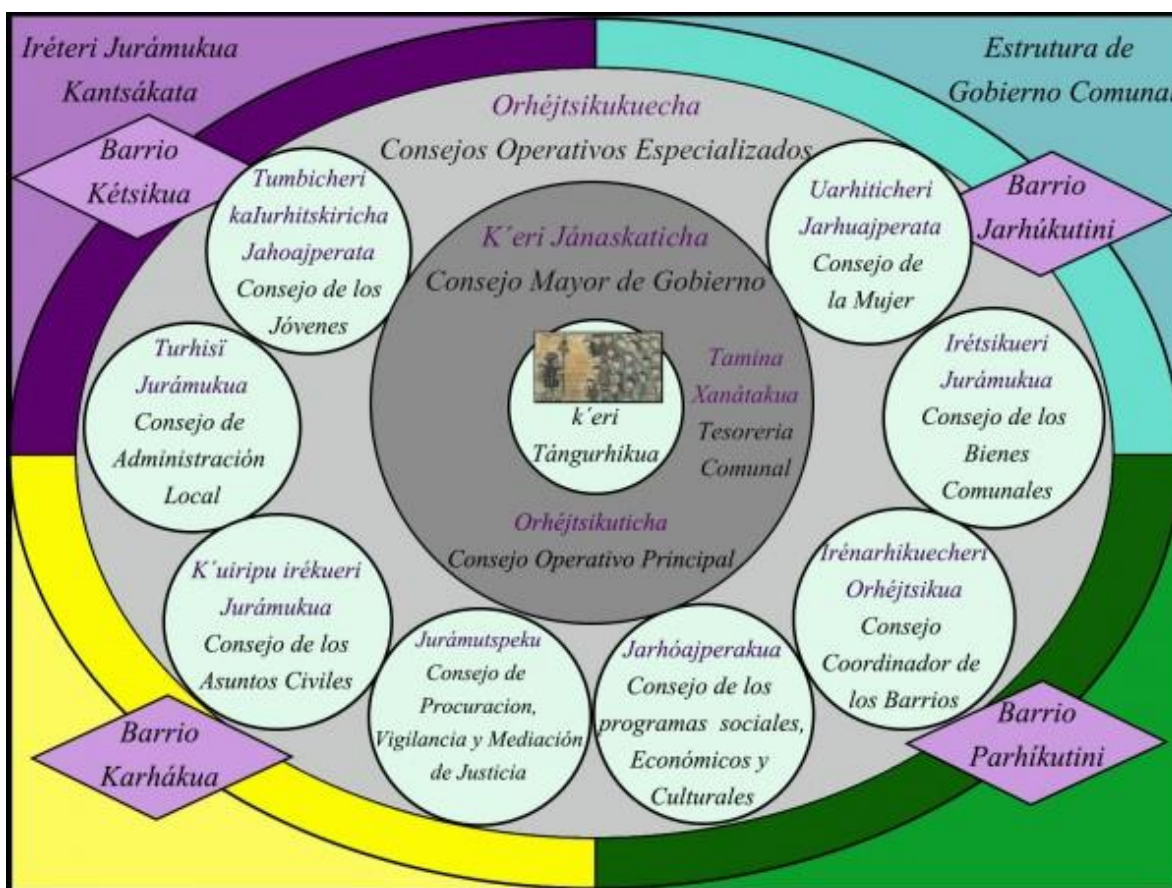 Iréteri Jurámukua
Kantsákata
Estrutura de
Gobierno Comunal
Barrio
Kétsikua
Barrio
Jarhúkutini
Orhéjtsikukuecha
Consejos Operativos Especializados
Tumbicheri
kaIurhitskiricha
Jahoajperata
Consejo de los
Jóvenes
Uarhiticheri
Jarhuajperata
Consejo de
la Mujer
K´eri Jánaskaticha
Consejo Mayor de Gobierno
Turhisï
Jurámukua
Consejo de
Administración
Local
k´eri
Tángurhikua
Tamina
Xanátakua
Tesoreria
Comunal
Irétsikueri
Jurámukua
Consejo de los
Bienes
Comunales
Orhéjtsikuticha
Consejo Operativo Principal
K´uiripu irékueri
Jurámukua
Consejo de los
Asuntos Civiles
Jurámutspeku
Consejo de
Procuracion,
Vigilancia y Mediación
de Justicia
Jarhóajperakua
Consejo de los
programas sociales,
Económicos y
Culturales
Irénarhikuecheri
Orhéjtsikua
Consejo
Coordinador de
los Barrios
Barrio
Karhákua
Barrio
Parhíkutini